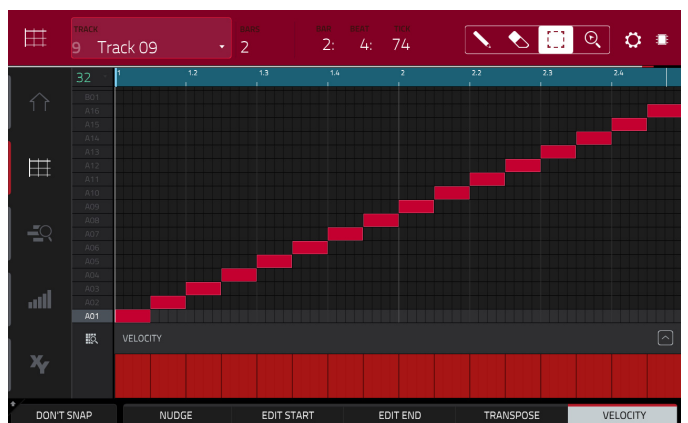 TRACK BARS BAR BEAT TICK
9 Track 09 2 2: 4: 74
32 1 1.2 1.3 1.4 2 2.2 2.3 2.4
B01
A16
A15
A14
A13
A12
A11
A10
A09
A08
A07
A06
A05
A04
A03
A02
A01
VELOCITY
XY
DON'T SNAP NUDGE EDIT START EDIT END TRANSPOSE VELOCITY